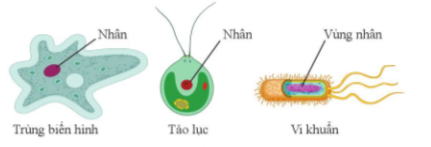 Nhân
Nhân
Vùng nhân
Trùng biến hình
Tảo lục
Vi khuẩn